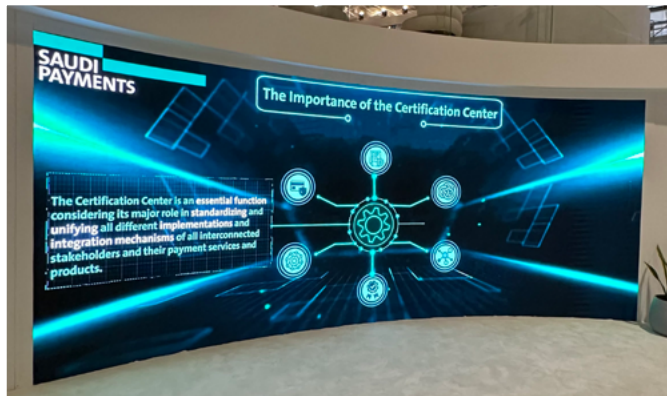 SAUDI
PAYMENTS
The Importance of the Certification Center
The Certification Center is an essential function
considering its major role in standardizing and
unifying all different implementations and
integration mechanisms of all interconnected
stakeholders and their payment services and
products.